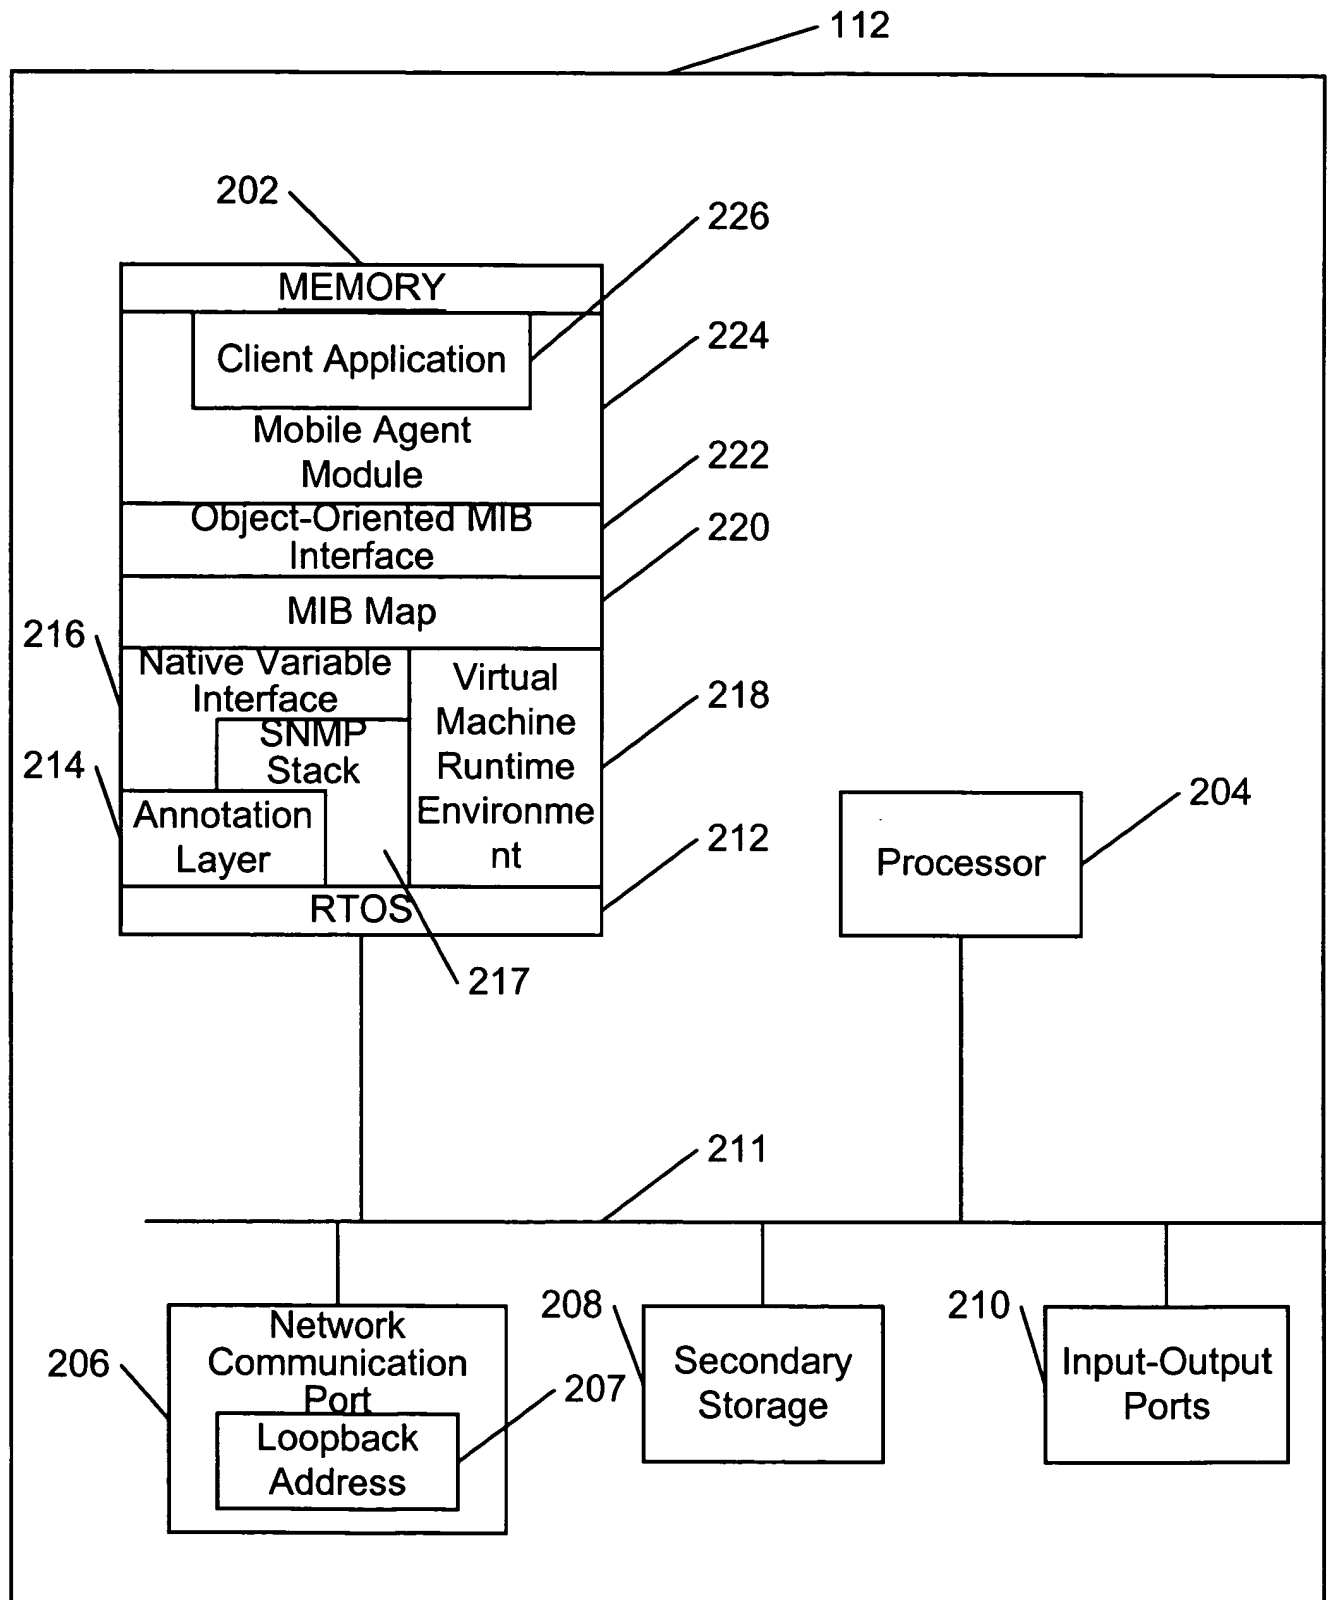 112
202
226
MEMORY
Client Application
224
Mobile Agent
Module
222
Object-Oriented MIB
Interface
220
MIB Map
216
Native Variable
Interface
Virtual
Machine
Runtime
Environme
nt
218
SNMP
Stack
214
Annotation
Layer
212
RTOS
217
Processor
204
211
Network
Communication
Port
206
207
Loopback
Address
208
Secondary
Storage
210
Input-Output
Ports